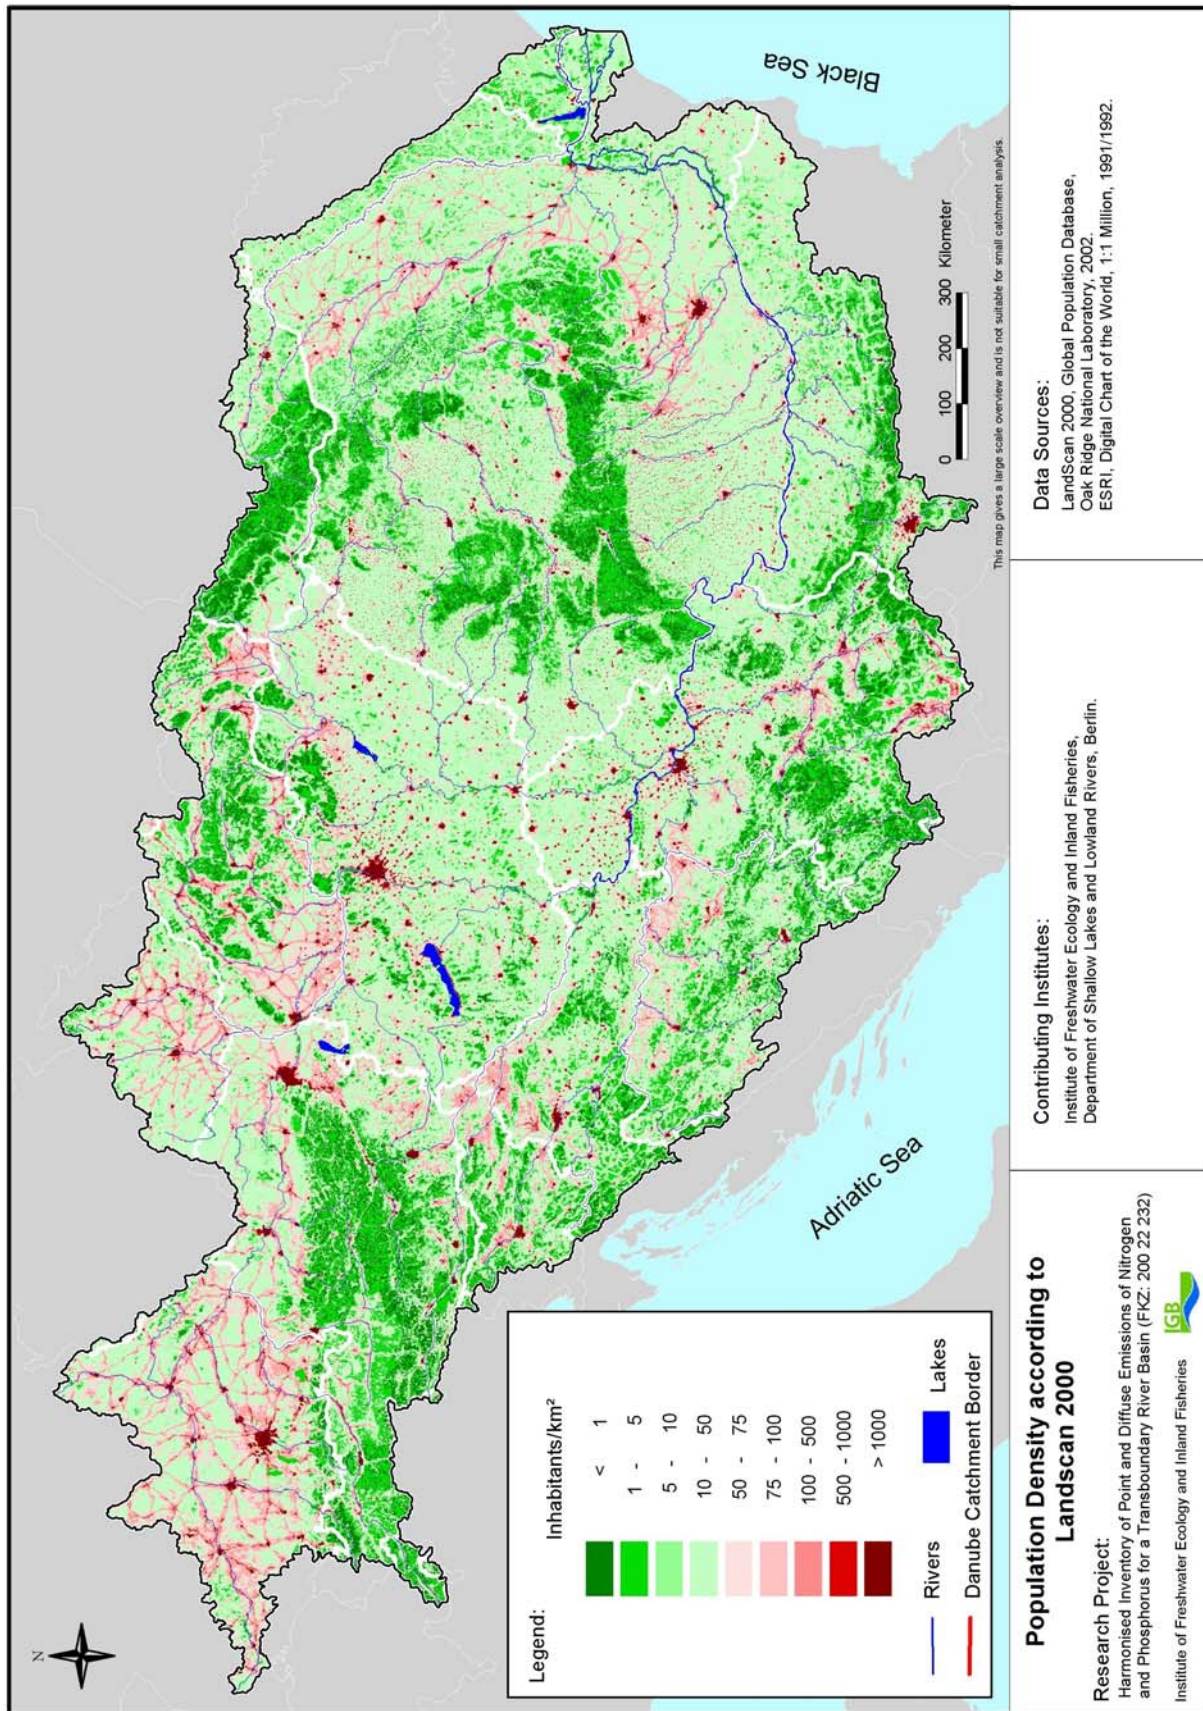 N
Black Sea
Adriatic Sea
0 100 200 300 Kilometer
This map gives a large scale overview and is not suitable for small catchment analysis.
Legend:
Inhabitants/km²
< 1
1 - 5
5 - 10
10 - 50
50 - 75
75 - 100
100 - 500
500 - 1000
> 1000
Rivers
Lakes
Danube Catchment Border
Population Density according to
Landscan 2000
Research Project:
Harmonised Inventory of Point and Diffuse Emissions of Nitrogen
and Phosphorus for a Transboundary River Basin (FKZ: 200 22 232)
Institute of Freshwater Ecology and Inland Fisheries
IGB
Contributing Institutes:
Institute of Freshwater Ecology and Inland Fisheries,
Department of Shallow Lakes and Lowland Rivers, Berlin.
Data Sources:
LandScan 2000, Global Population Database,
Oak Ridge National Laboratory, 2002.
ESRI, Digital Chart of the World, 1:1 Million, 1991/1992.